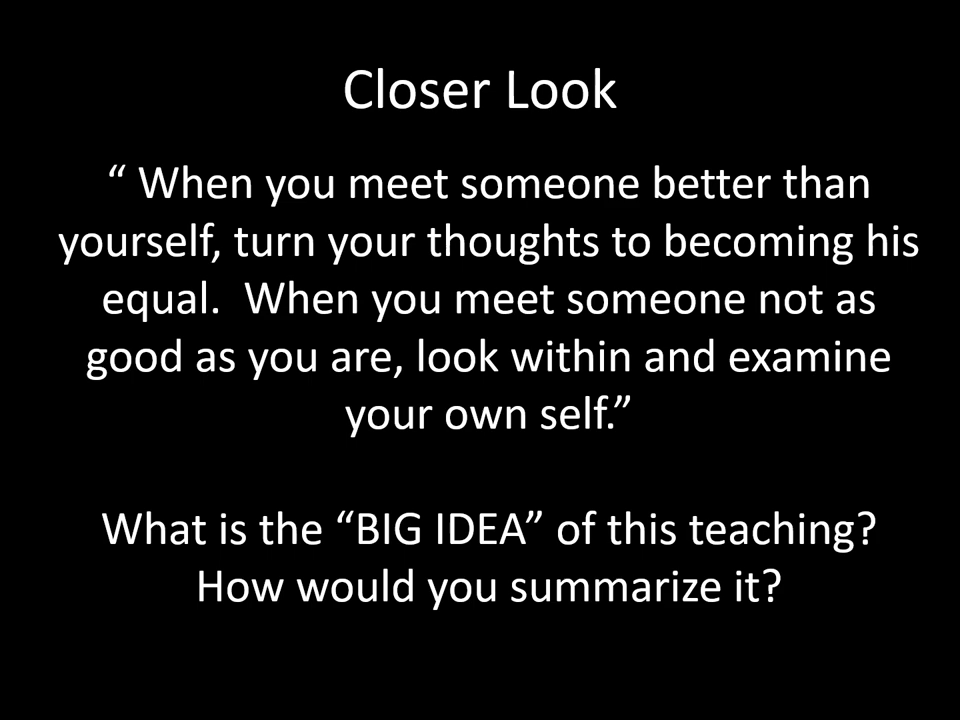 Closer Look
“ When you meet someone better than
yourself, turn your thoughts to becoming his
equal.  When you meet someone not as
good as you are, look within and examine
your own self.”
What is the “BIG IDEA” of this teaching?
How would you summarize it?